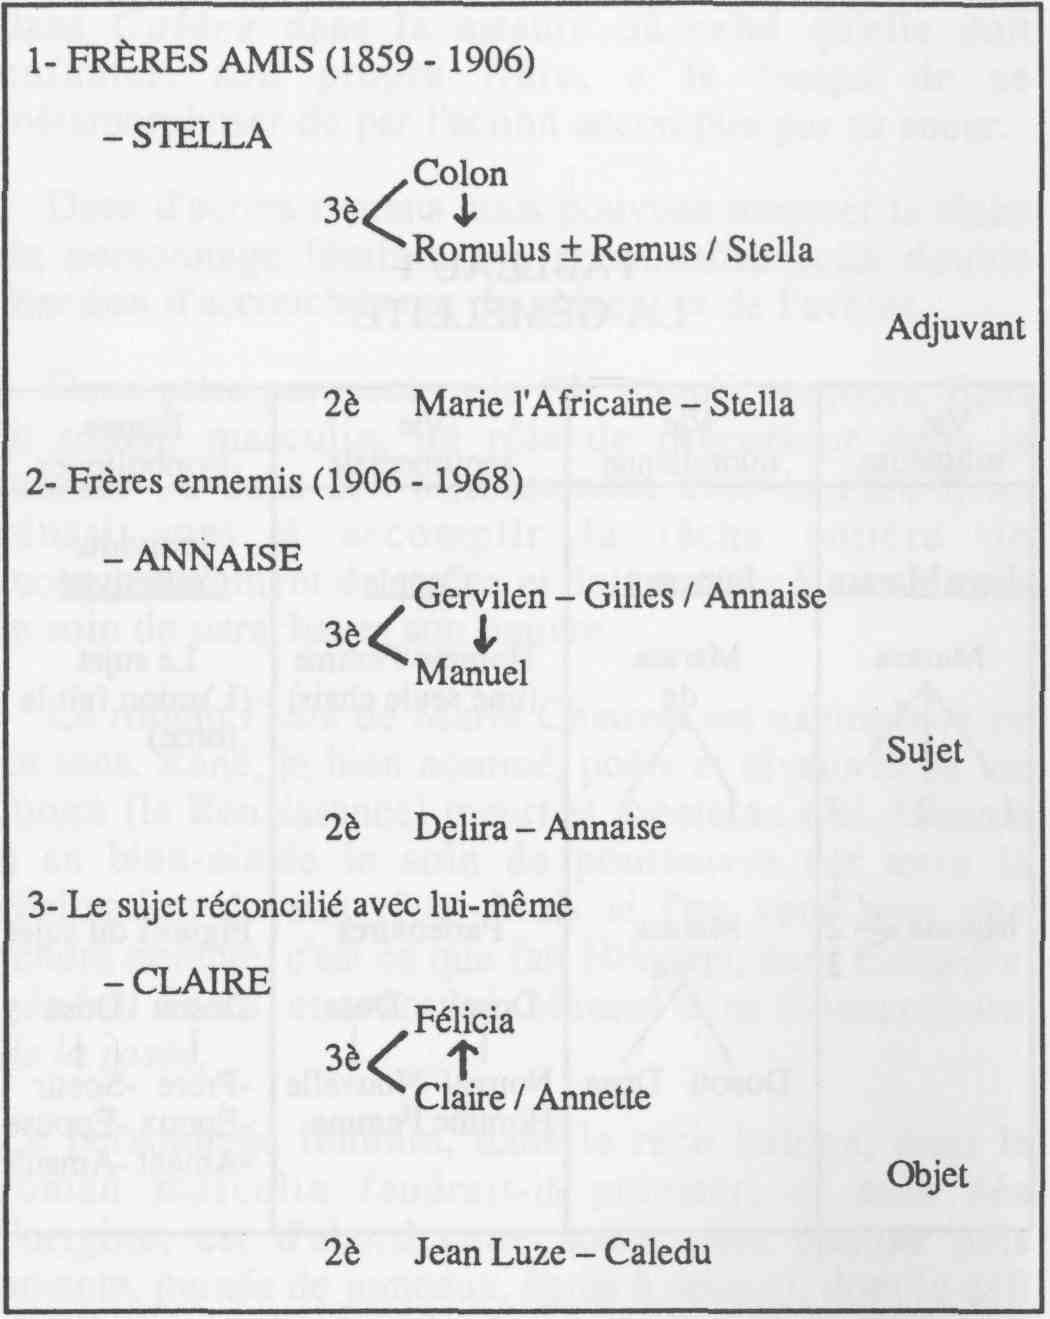 1- FRÈRES AMIS (1859 - 1906)
– STELLA
Colon
3è
↓
Romulus ± Remus / Stella
Adjuvant
2è Marie l'Africaine – Stella
2- Frères ennemis (1906 - 1968)
– ANNAISE
Gervilen – Gilles / Annaise
3è
↓
Manuel
Sujet
2è Delira – Annaise
3- Le sujet réconcilié avec lui-même
– CLAIRE
Félicia
3è
↑
Claire / Annette
Objet
2è Jean Luze – Caledu